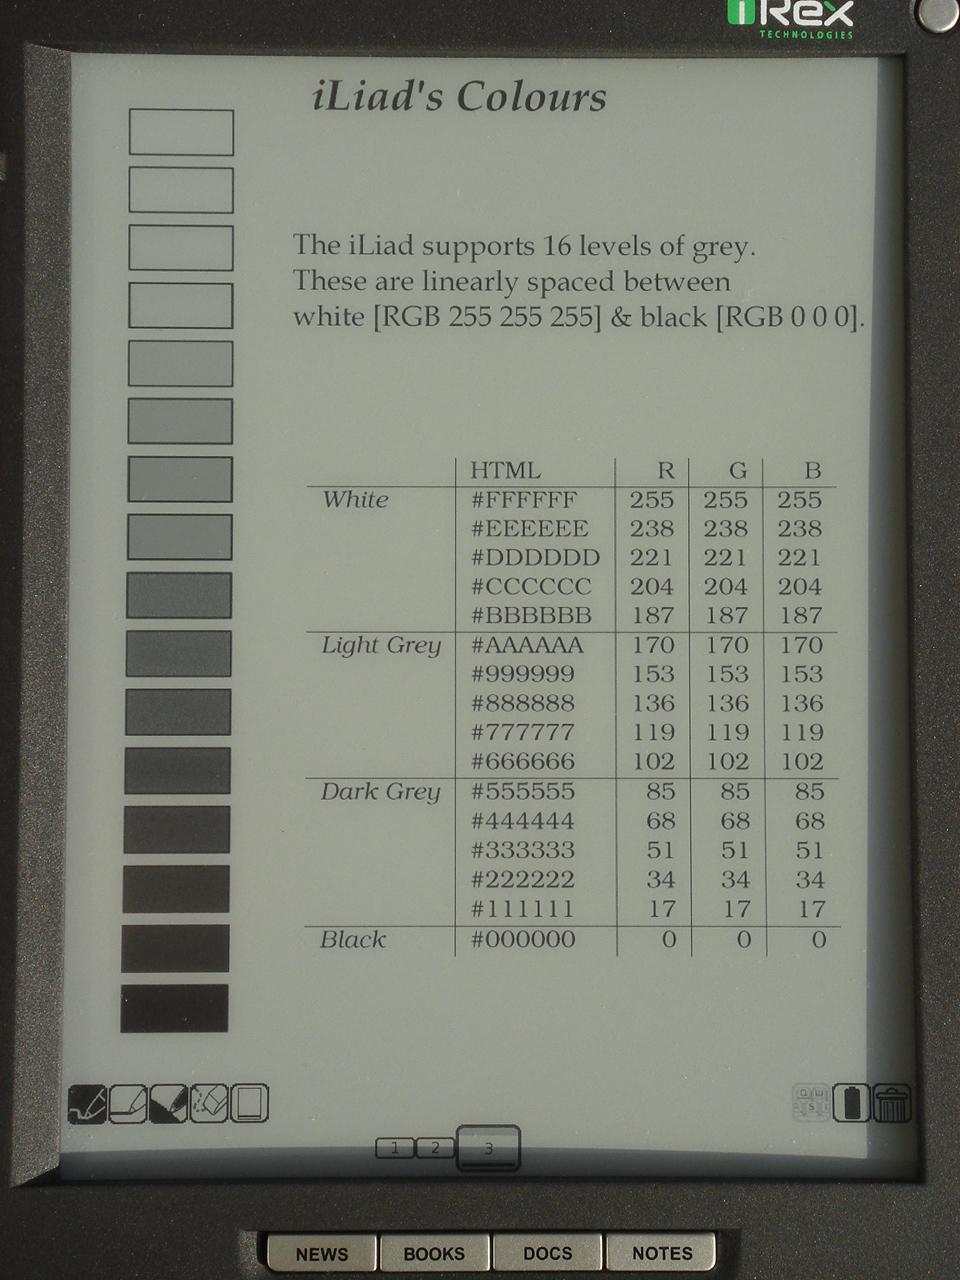 iRex
TECHNOLOGIES
iLiad's Colours
The iLiad supports 16 levels of grey.
These are linearly spaced between
white [RGB 255 255 255] & black [RGB 0 0 0].
HTML R G B
White #FFFFFF 255 255 255
#EEEEEE 238 238 238
#DDDDDD 221 221 221
#CCCCCC 204 204 204
#BBBBBB 187 187 187
Light Grey #AAAAAA 170 170 170
#999999 153 153 153
#888888 136 136 136
#777777 119 119 119
#666666 102 102 102
Dark Grey #555555 85 85 85
#444444 68 68 68
#333333 51 51 51
#222222 34 34 34
#111111 17 17 17
Black #000000 0 0 0
1 2 3
NEWS BOOKS DOCS NOTES